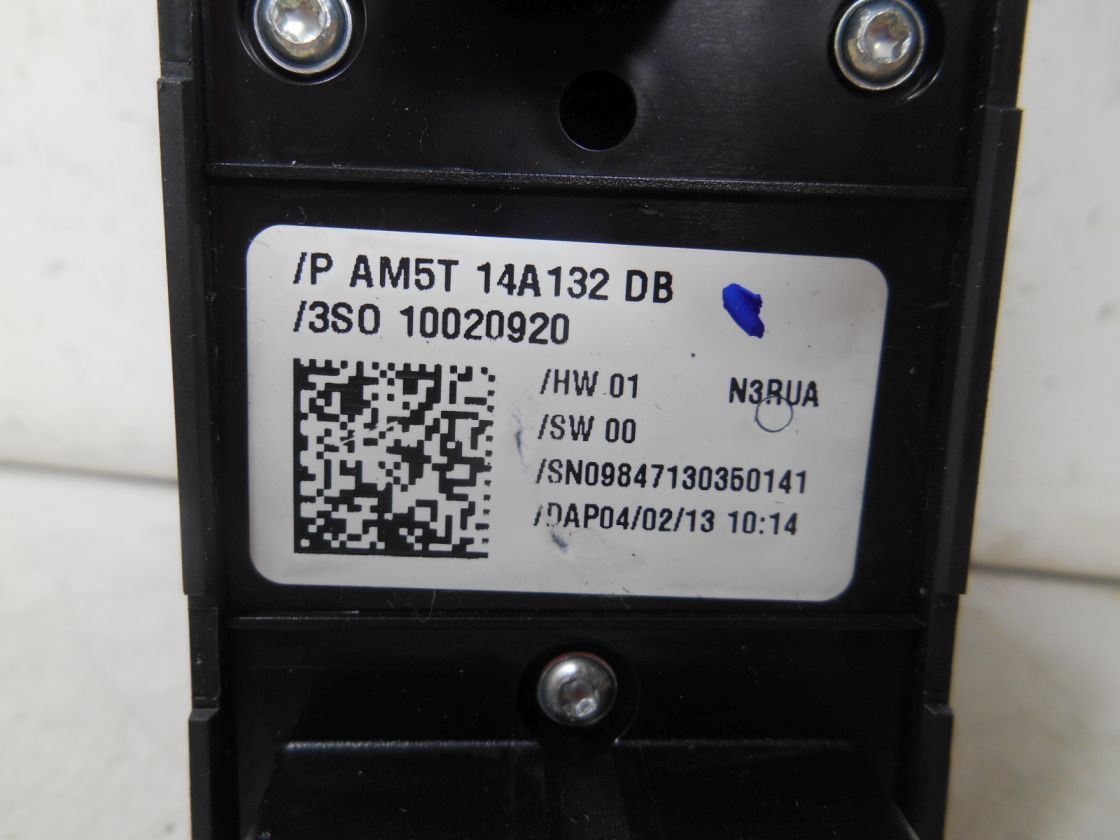 /P AM5T 14A132 DB
/3SO 10020920
/HW 01
N3RUA
/SW 00
/SN09847130350141
/DAP04/02/13 10:14